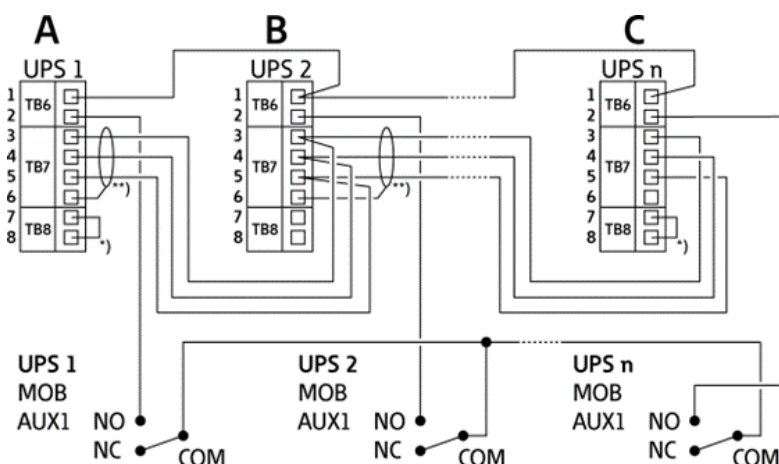 A B C
UPS 1 UPS 2 UPS n
1 TB6 1 TB6 1 TB6
2 2 2
3 3 3
4 TB7 4 TB7 4 TB7
5 5 5
6 **) 6 **) 6
7 TB8 7 TB8 7 TB8
8 *) 8 8 *)
UPS 1 UPS 2 UPS n
MOB MOB MOB
AUX1 NO AUX1 NO AUX1 NO
NC COM NC COM NC COM